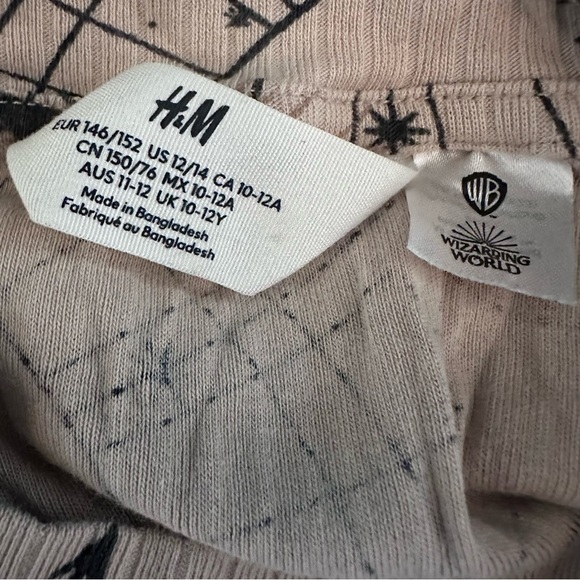 H&M
EUR 146/152 US 12/14 CA 10-12A
CN 150/76 MX 10-12A
AUS 11-12 UK 10-12Y
Made in Bangladesh
Fabriqué au Bangladesh
WB
WIZARDING
WORLD